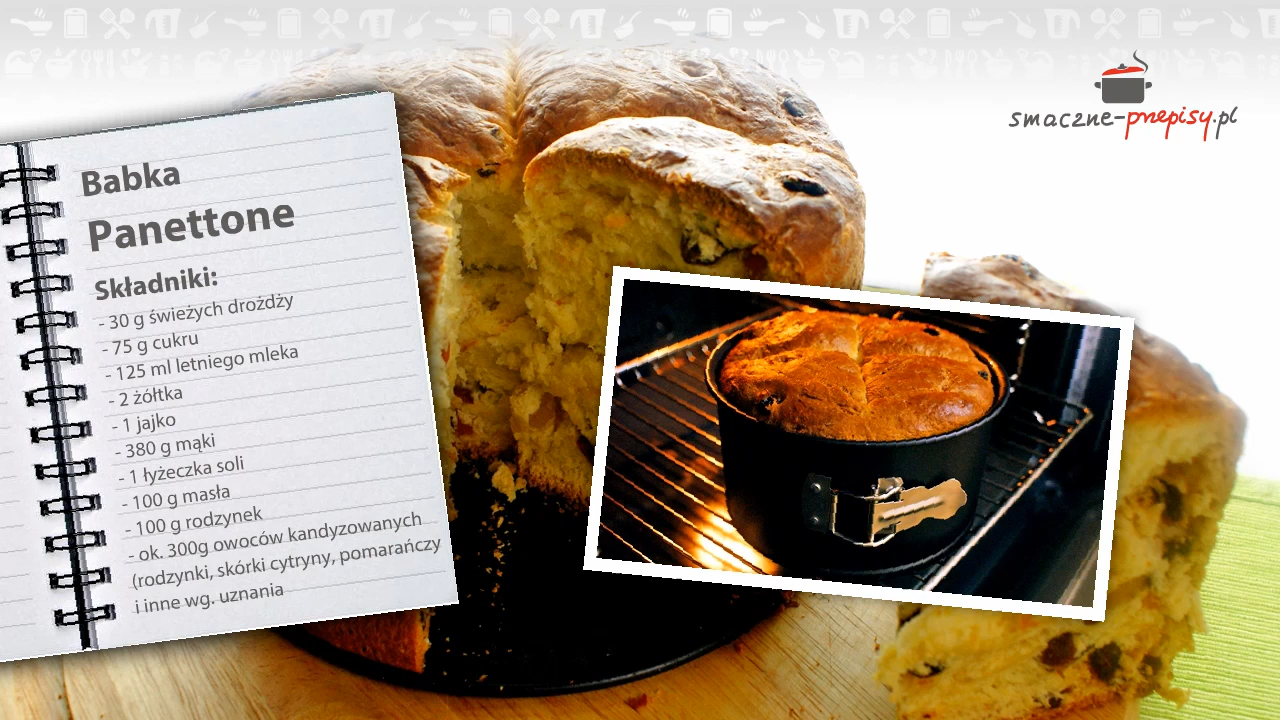 smaczne-przepisy.pl
Babka
Panettone
Składniki:
- 30 g świeżych drożdży
- 75 g cukru
- 125 ml letniego mleka
- 2 żółtka
- 1 jajko
- 380 g mąki
- 1 łyżeczka soli
- 100 g masła
- 100 g rodzynek
- ok. 300g owoców kandyzowanych
(rodzynki, skórki cytryny, pomarańczy
i inne wg. uznania